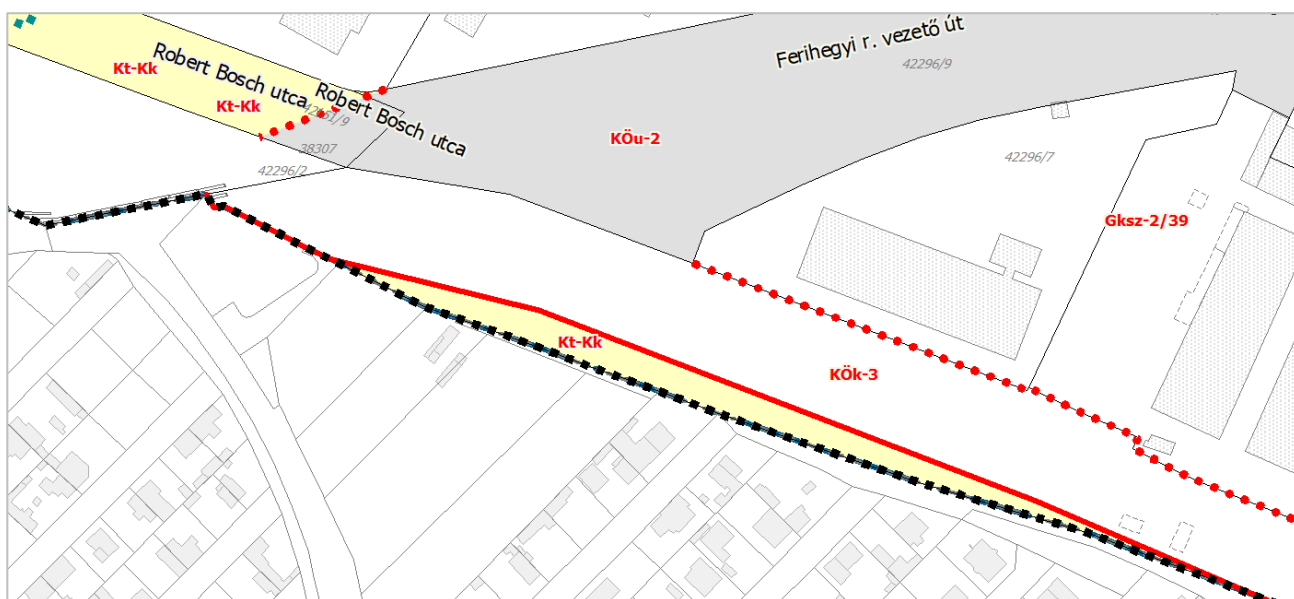 Ferihegyi r. vezető út
42296/9
Robert Bosch utca
Kt-Kk
Robert Bosch utca
Kt-Kk
KÖu-2
38307
42296/2
42296/7
Gksz-2/39
Kt-Kk
KÖk-3